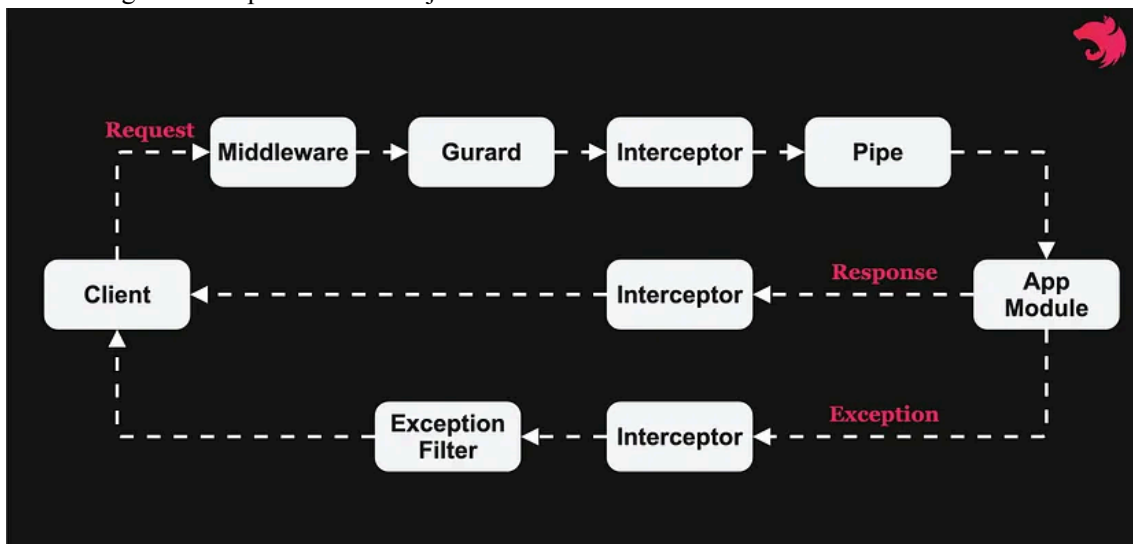 Request
Middleware
Gurard
Interceptor
Pipe
Client
Interceptor
Response
App
Module
Exception
Filter
Interceptor
Exception